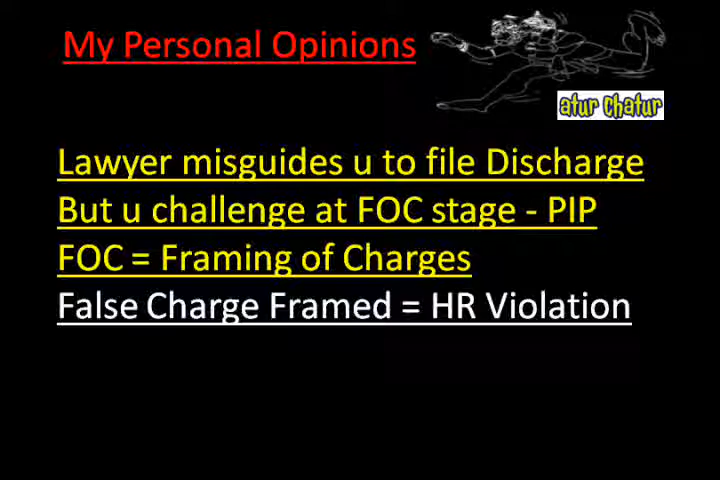 My Personal Opinions
atur chatur
Lawyer misguides u to file Discharge
But u challenge at FOC stage - PIP
FOC = Framing of Charges
False Charge Framed = HR Violation